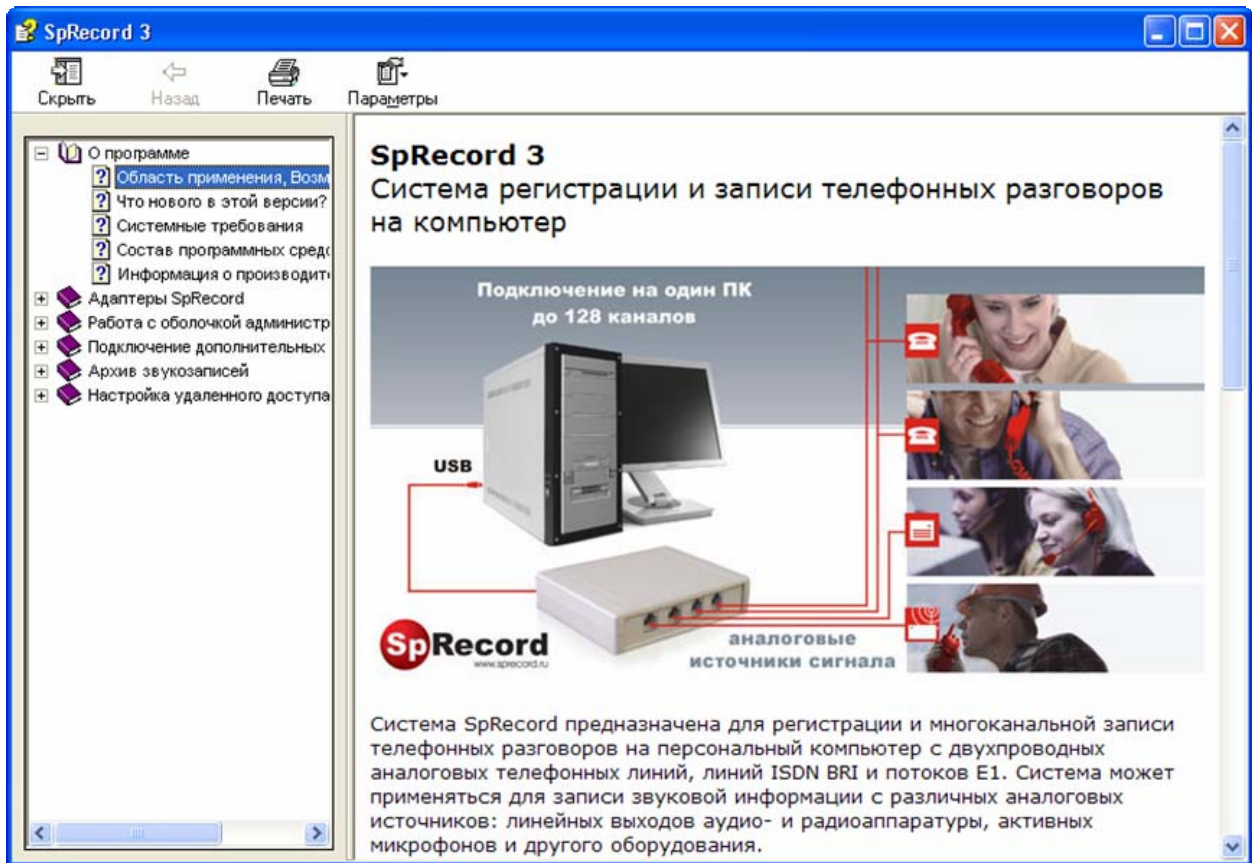 SpRecord 3
Скрыть
Назад
Печать
Параметры
О программе
Область применения, Возм
Что нового в этой версии?
Системные требования
Состав программных средс
Информация о производит
Адаптеры SpRecord
Работа с оболочкой администр
Подключение дополнительных
Архив звукозаписей
Настройка удаленного доступа
SpRecord 3
Система регистрации и записи телефонных разговоров
на компьютер
Подключение на один ПК
до 128 каналов
USB
SpRecord
www.sprecord.ru
аналоговые
источники сигнала
Система SpRecord предназначена для регистрации и многоканальной записи
телефонных разговоров на персональный компьютер с двухпроводных
аналоговых телефонных линий, линий ISDN BRI и потоков E1. Система может
применяться для записи звуковой информации с различных аналоговых
источников: линейных выходов аудио- и радиоаппаратуры, активных
микрофонов и другого оборудования.